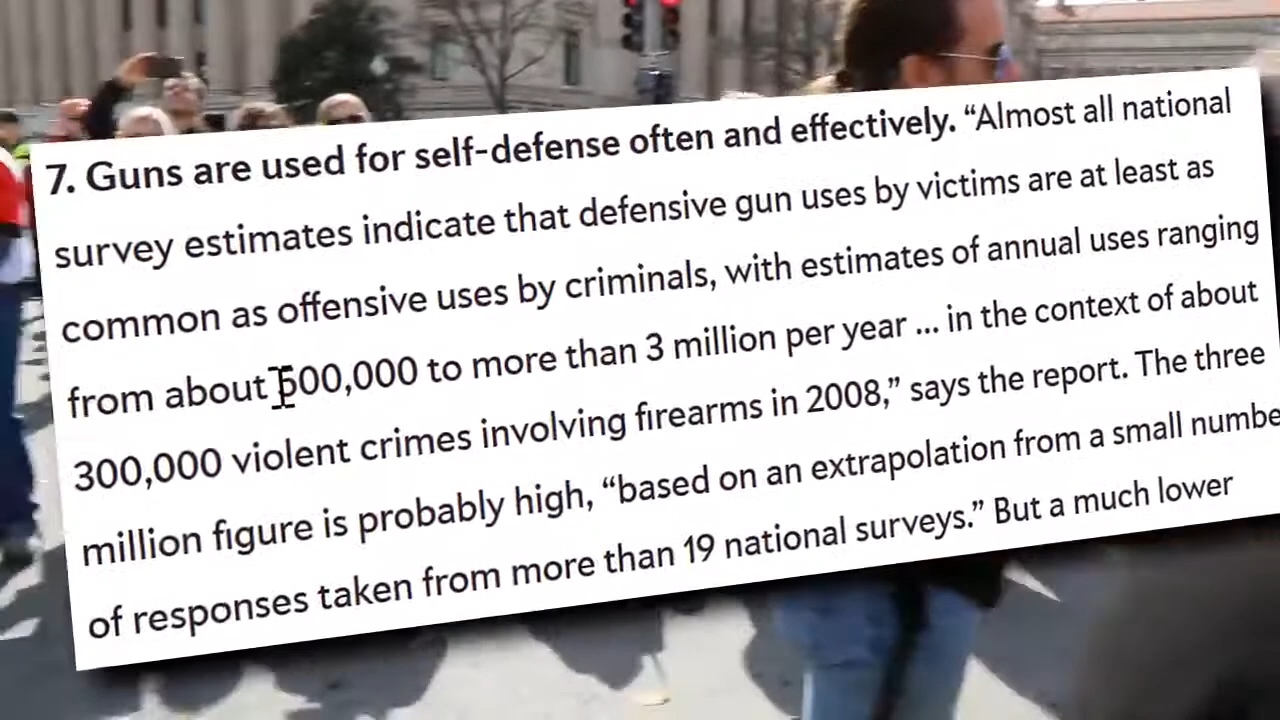 7. Guns are used for self-defense often and effectively. “Almost all national
survey estimates indicate that defensive gun uses by victims are at least as
common as offensive uses by criminals, with estimates of annual uses ranging
from about 500,000 to more than 3 million per year ... in the context of about
300,000 violent crimes involving firearms in 2008,” says the report. The three
million figure is probably high, “based on an extrapolation from a small numbe
of responses taken from more than 19 national surveys.” But a much lower